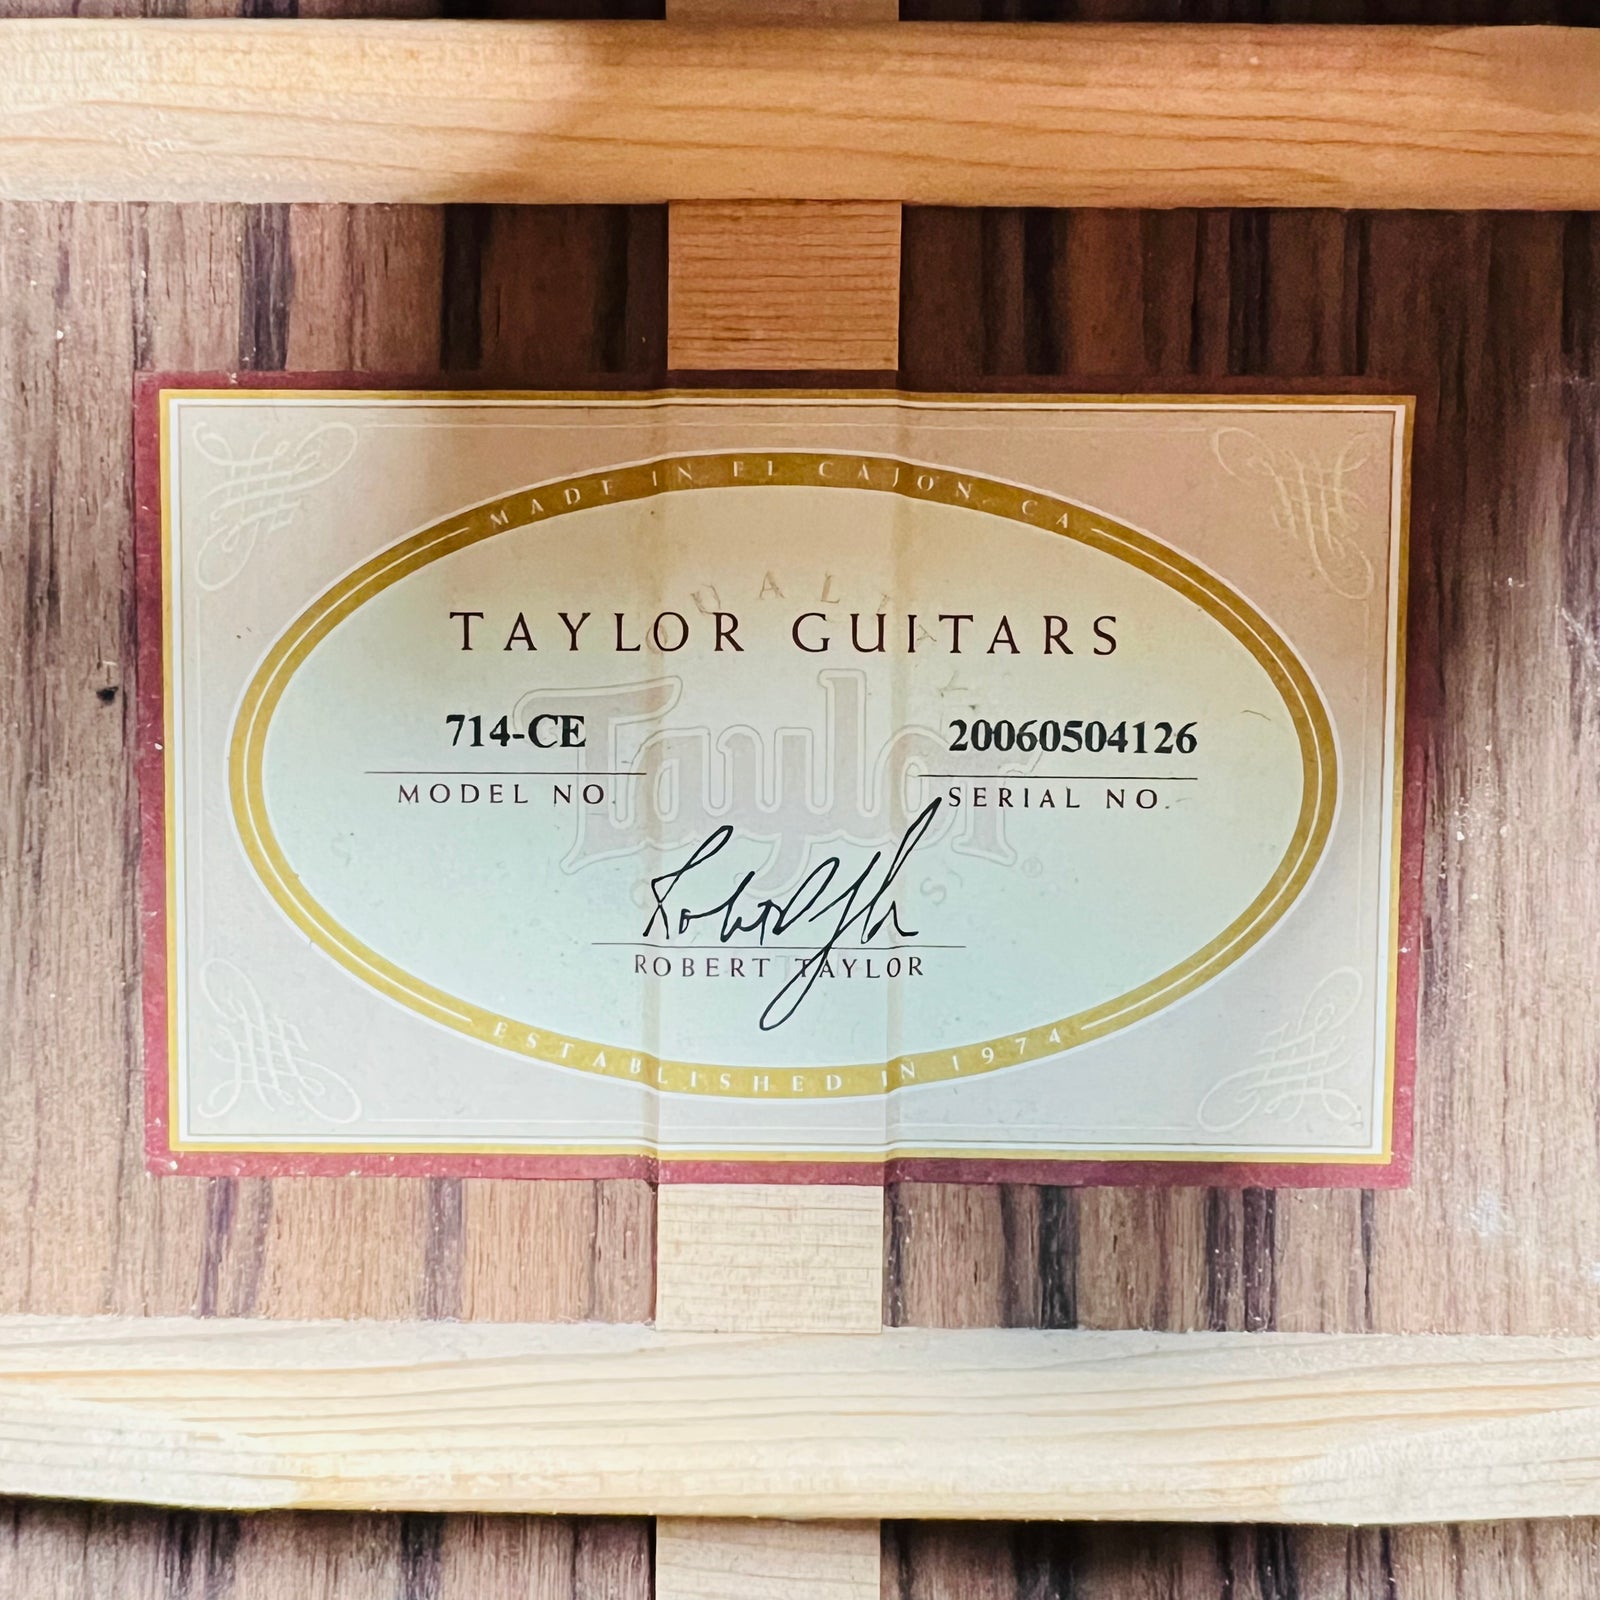 MADE IN EL CAJON, CA
QUALITY
TAYLOR GUITARS
Taylor®
714-CE
20060504126
MODEL NO.
SERIAL NO.
ROBERT TAYLOR
ESTABLISHED IN 1974